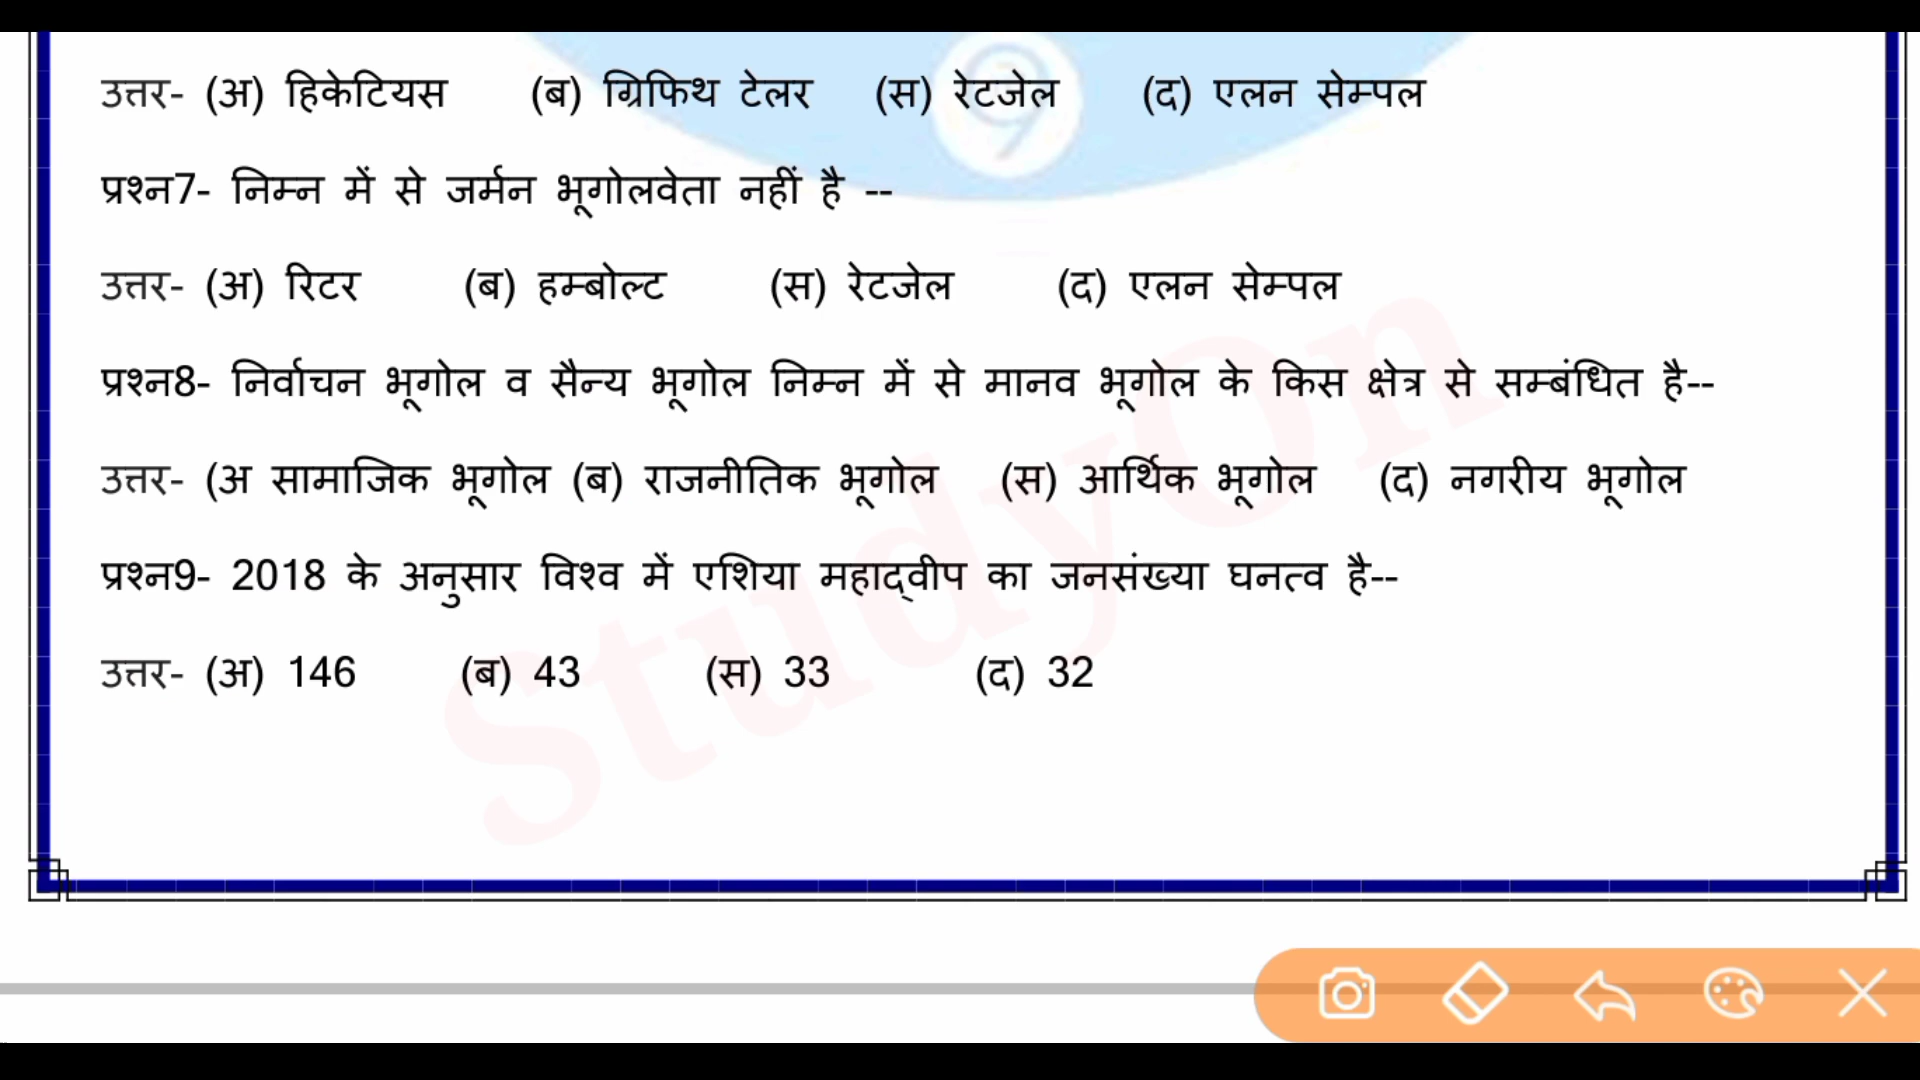 उत्तर- (अ) हिकेटियस (ब) ग्रिफिथ टेलर (स) रेटजेल (द) एलन सेम्पल
प्रश्न7- निम्न में से जर्मन भूगोलवेता नहीं है --
उत्तर- (अ) रिटर (ब) हम्बोल्ट (स) रेटजेल (द) एलन सेम्पल
प्रश्न8- निर्वाचन भूगोल व सैन्य भूगोल निम्न में से मानव भूगोल के किस क्षेत्र से सम्बंधित है--
उत्तर- (अ सामाजिक भूगोल (ब) राजनीतिक भूगोल (स) आर्थिक भूगोल (द) नगरीय भूगोल
प्रश्न9- 2018 के अनुसार विश्व में एशिया महाद्वीप का जनसंख्या घनत्व है--
उत्तर- (अ) 146 (ब) 43 (स) 33 (द) 32
StudyOn